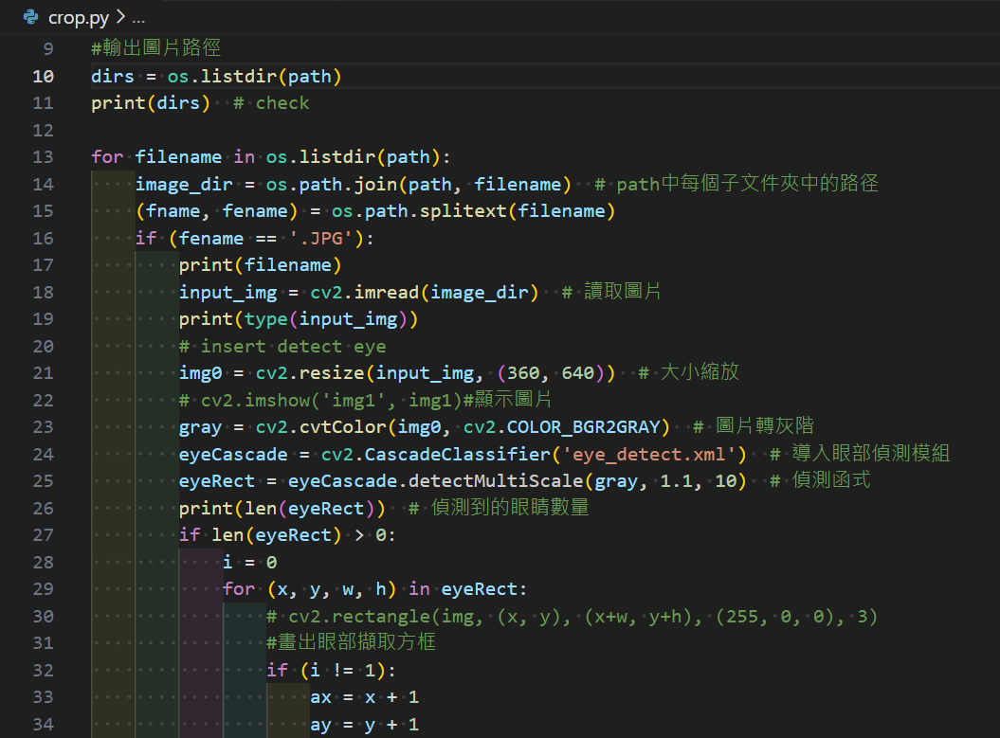 crop.py > ...
9 #輸出圖片路徑
10 dirs = os.listdir(path)
11 print(dirs)  # check
12
13 for filename in os.listdir(path):
14     image_dir = os.path.join(path, filename)  # path中每個子文件夾中的路径
15     (fname, fename) = os.path.splitext(filename)
16     if (fename == '.JPG'):
17         print(filename)
18         input_img = cv2.imread(image_dir)  # 讀取圖片
19         print(type(input_img))
20         # insert detect eye
21         img0 = cv2.resize(input_img, (360, 640))  # 大小縮放
22         # cv2.imshow('img1', img1)#顯示圖片
23         gray = cv2.cvtColor(img0, cv2.COLOR_BGR2GRAY)  # 圖片轉灰階
24         eyeCascade = cv2.CascadeClassifier('eye_detect.xml')  # 導入眼部偵測模組
25         eyeRect = eyeCascade.detectMultiScale(gray, 1.1, 10)  # 偵測函式
26         print(len(eyeRect))  # 偵測到的眼睛數量
27         if len(eyeRect) > 0:
28             i = 0
29             for (x, y, w, h) in eyeRect:
30                 # cv2.rectangle(img, (x, y), (x+w, y+h), (255, 0, 0), 3)
31                 #畫出眼部擷取方框
32                 if (i != 1):
33                     ax = x + 1
34                     ay = y + 1